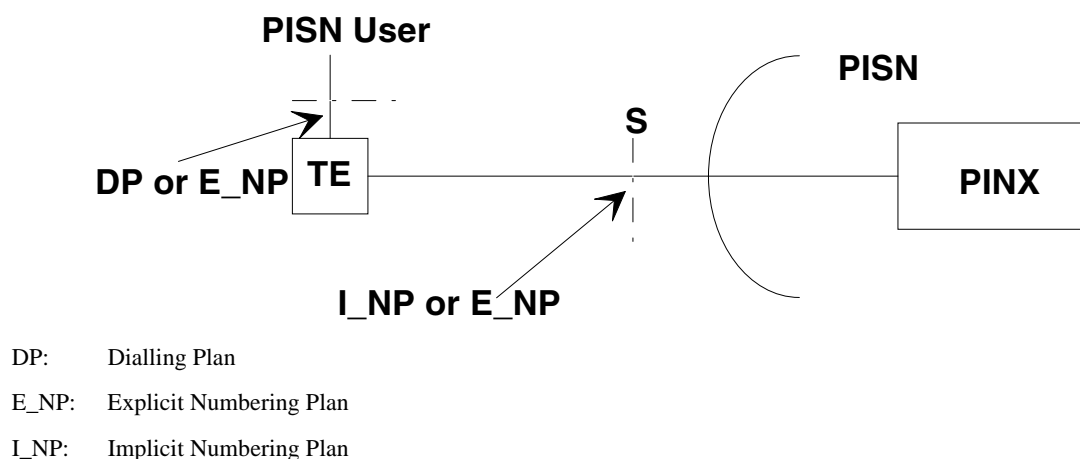 PISN User
PISN
S
DP or E_NP
TE
PINX
I_NP or E_NP
DP: Dialling Plan
E_NP: Explicit Numbering Plan
I_NP: Implicit Numbering Plan